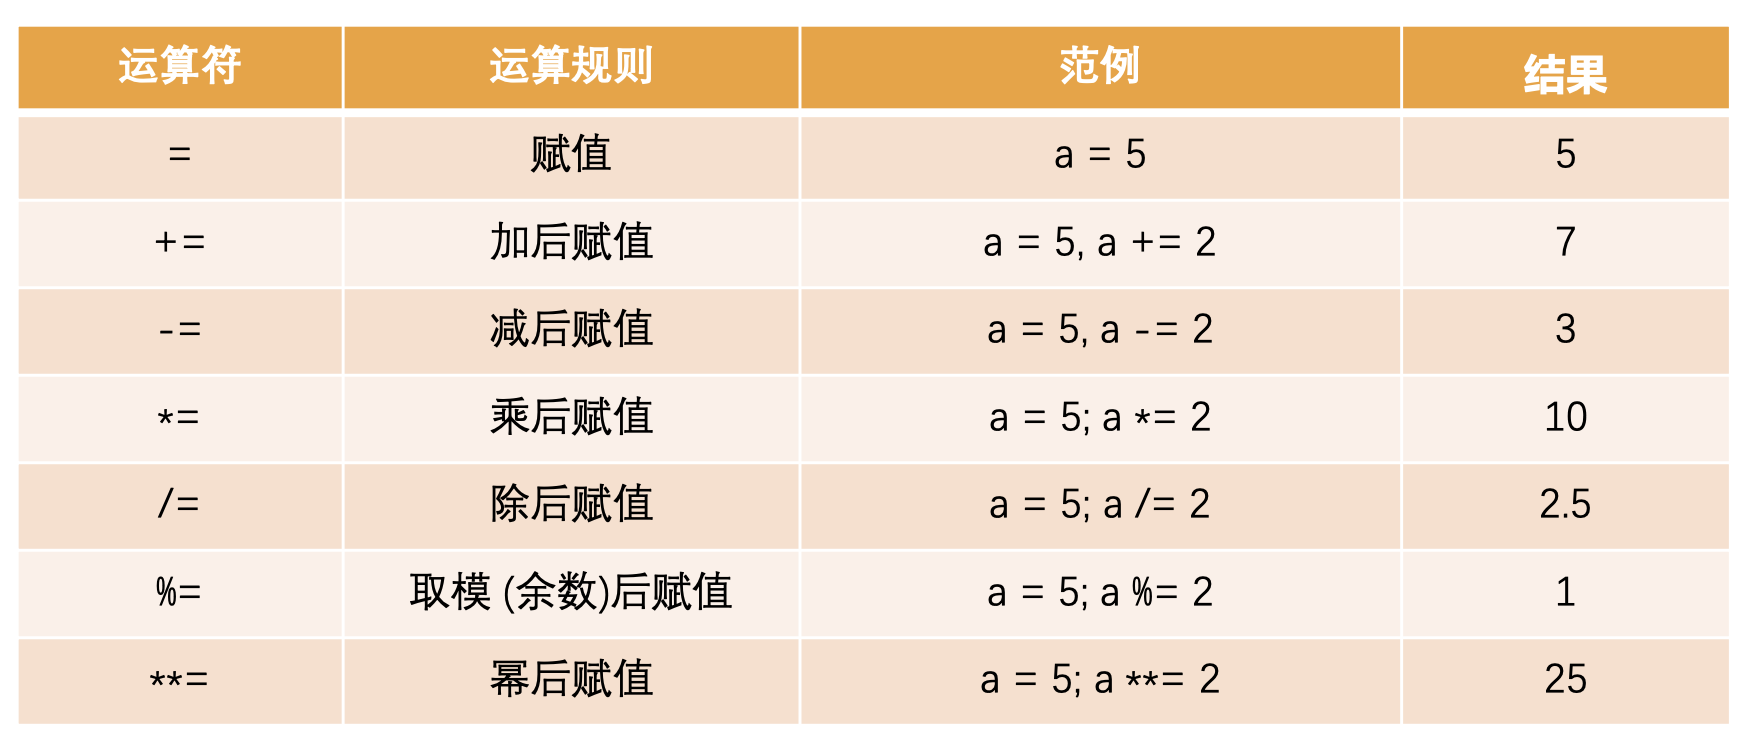 运算符 运算规则 范例 结果
= 赋值 a = 5 5
+= 加后赋值 a = 5, a += 2 7
-= 减后赋值 a = 5, a -= 2 3
*= 乘后赋值 a = 5; a *= 2 10
/= 除后赋值 a = 5; a /= 2 2.5
%= 取模 (余数)后赋值 a = 5; a %= 2 1
**= 幂后赋值 a = 5; a **= 2 25